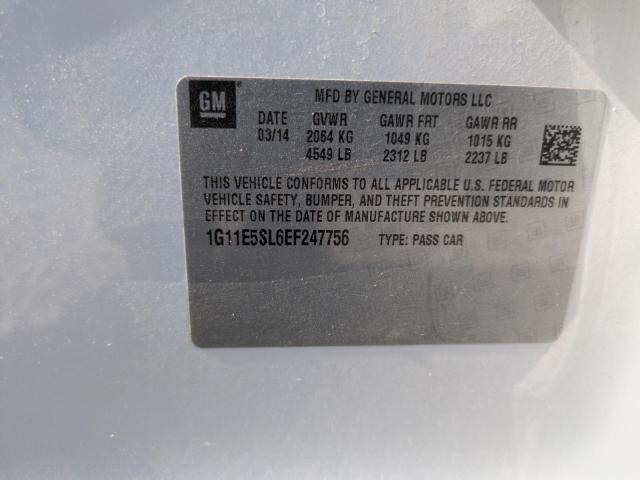 GM
MFD BY GENERAL MOTORS LLC
DATE GVWR GAWR FRT GAWR RR
03/14 2064 KG 1049 KG 1015 KG
4549 LB 2312 LB 2237 LB
THIS VEHICLE CONFORMS TO ALL APPLICABLE U.S. FEDERAL MOTOR
VEHICLE SAFETY, BUMPER, AND THEFT PREVENTION STANDARDS IN
EFFECT ON THE DATE OF MANUFACTURE SHOWN ABOVE.
1G11E5SL6EF247756 TYPE: PASS CAR